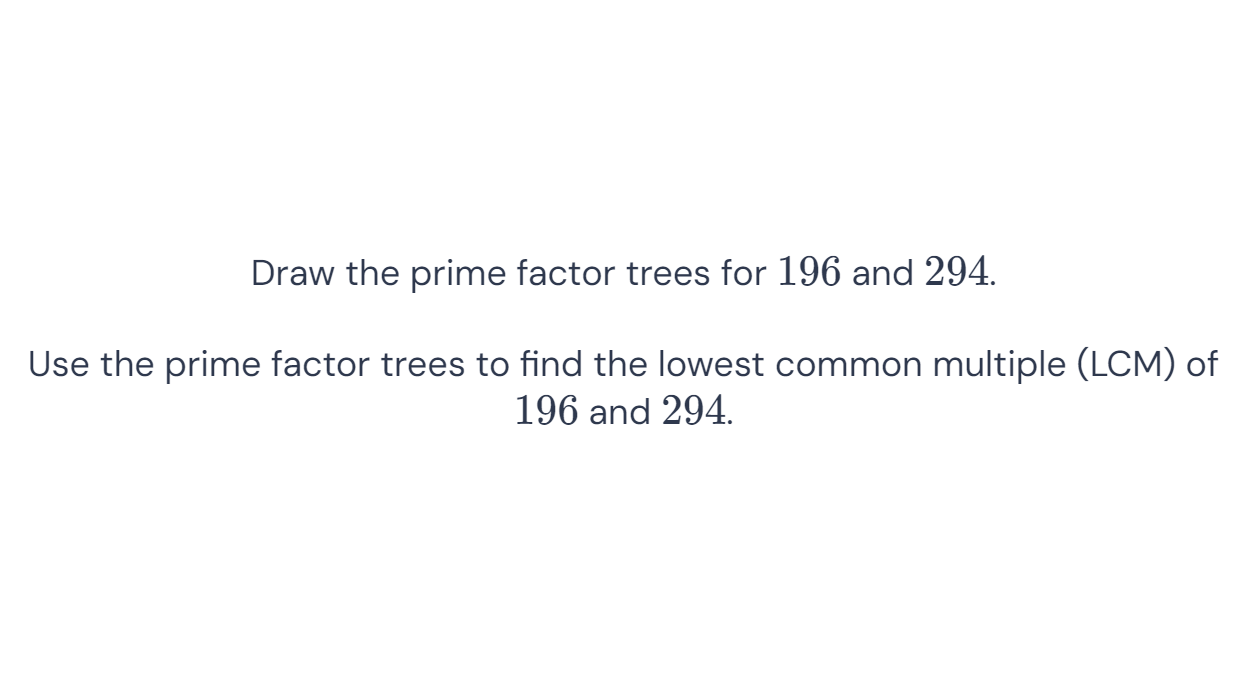 Draw the prime factor trees for 196 and 294.
Use the prime factor trees to find the lowest common multiple (LCM) of
196 and 294.